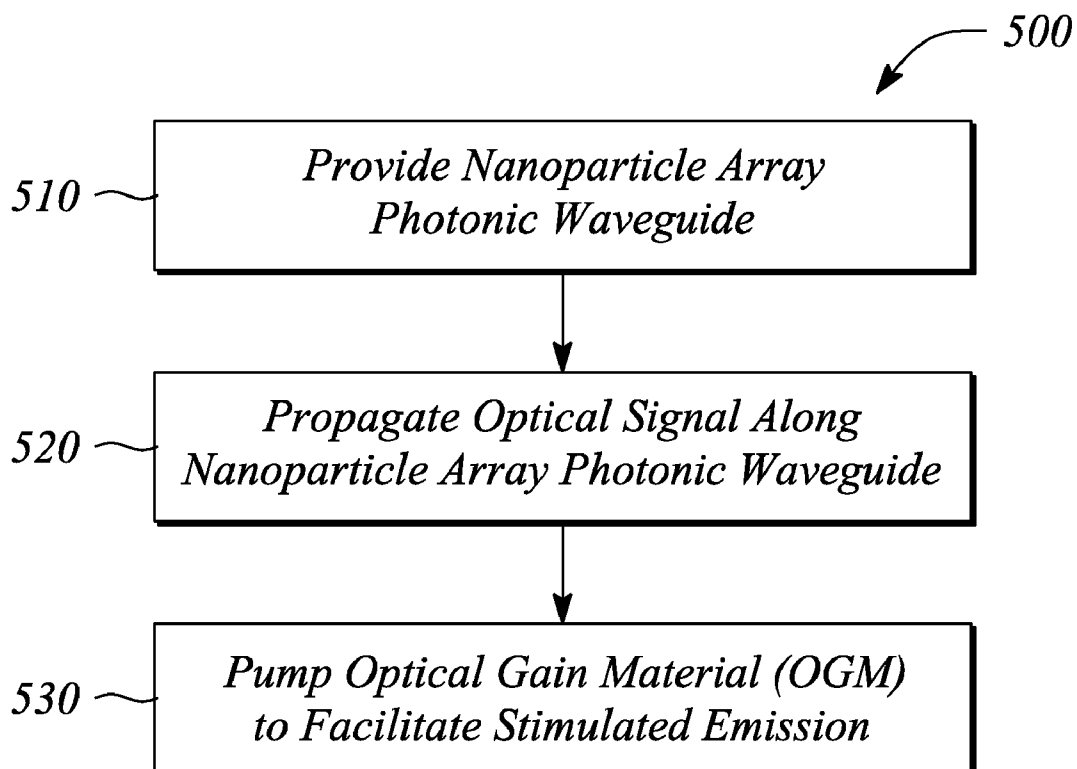 500
510
Provide Nanoparticle Array
Photonic Waveguide
520
Propagate Optical Signal Along
Nanoparticle Array Photonic Waveguide
530
Pump Optical Gain Material (OGM)
to Facilitate Stimulated Emission